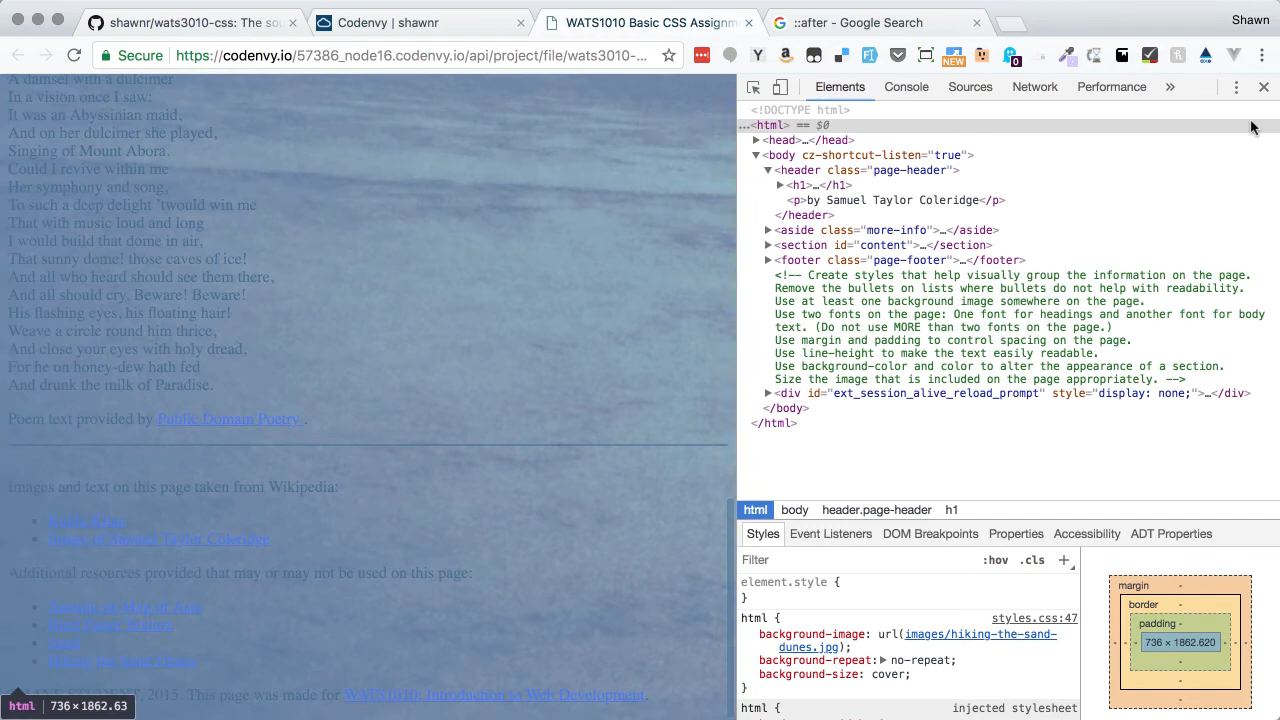 shawnr/wats3010-css: The sou
Codenvy | shawnr
WATS1010 Basic CSS Assignm
::after - Google Search
Shawn
Secure
https://codenvy.io/57386_node16.codenvy.io/api/project/file/wats3010-...
NEW
0
A damsel with a dulcimer
In a vision once I saw:
It was an Abyssinian maid,
And on her dulcimer she played,
Singing of Mount Abora.
Could I revive within me
Her symphony and song,
To such a deep delight 'twould win me
That with music loud and long
I would build that dome in air,
That sunny dome! those caves of ice!
And all who heard should see them there,
And all should cry, Beware! Beware!
His flashing eyes, his floating hair!
Weave a circle round him thrice,
And close your eyes with holy dread,
For he on honey-dew hath fed
And drunk the milk of Paradise.
Poem text provided by Public Domain Poetry .
Images and text on this page taken from Wikipedia:
Kubla Khan
Image of Samuel Taylor Coleridge
Additional resources provided that may or may not be used on this page:
Hiking the Sand Dunes
STUDENT, 2015. This page was made for WATS1010: Introduction to Web Development.
html 736×1862.63
Elements Console Sources Network Performance »
<!DOCTYPE html>
…<html> == $0
<head>…</head>
<body cz-shortcut-listen="true">
<header class="page-header">
<h1>…</h1>
<p>by Samuel Taylor Coleridge</p>
</header>
<aside class="more-info">…</aside>
<section id="content">…</section>
<footer class="page-footer">…</footer>
<!-- Create styles that help visually group the information on the page.
Remove the bullets on lists where bullets do not help with readability.
Use at least one background image somewhere on the page.
Use two fonts on the page: One font for headings and another font for body
text. (Do not use MORE than two fonts on the page.)
Use margin and padding to control spacing on the page.
Use line-height to make the text easily readable.
Use background-color and color to alter the appearance of a section.
Size the image that is included on the page appropriately. -->
<div id="ext_session_alive_reload_prompt" style="display: none;">…</div>
</body>
</html>
html body header.page-header h1
Styles Event Listeners DOM Breakpoints Properties Accessibility ADT Properties
Filter :hov .cls +
element.style {
}
html { styles.css:47
background-image: url(images/hiking-the-sand-
dunes.jpg);
background-repeat: no-repeat;
background-size: cover;
}
html { injected stylesheet
margin -
border -
padding -
- - - 736 × 1862.620 - - -
-
-
-